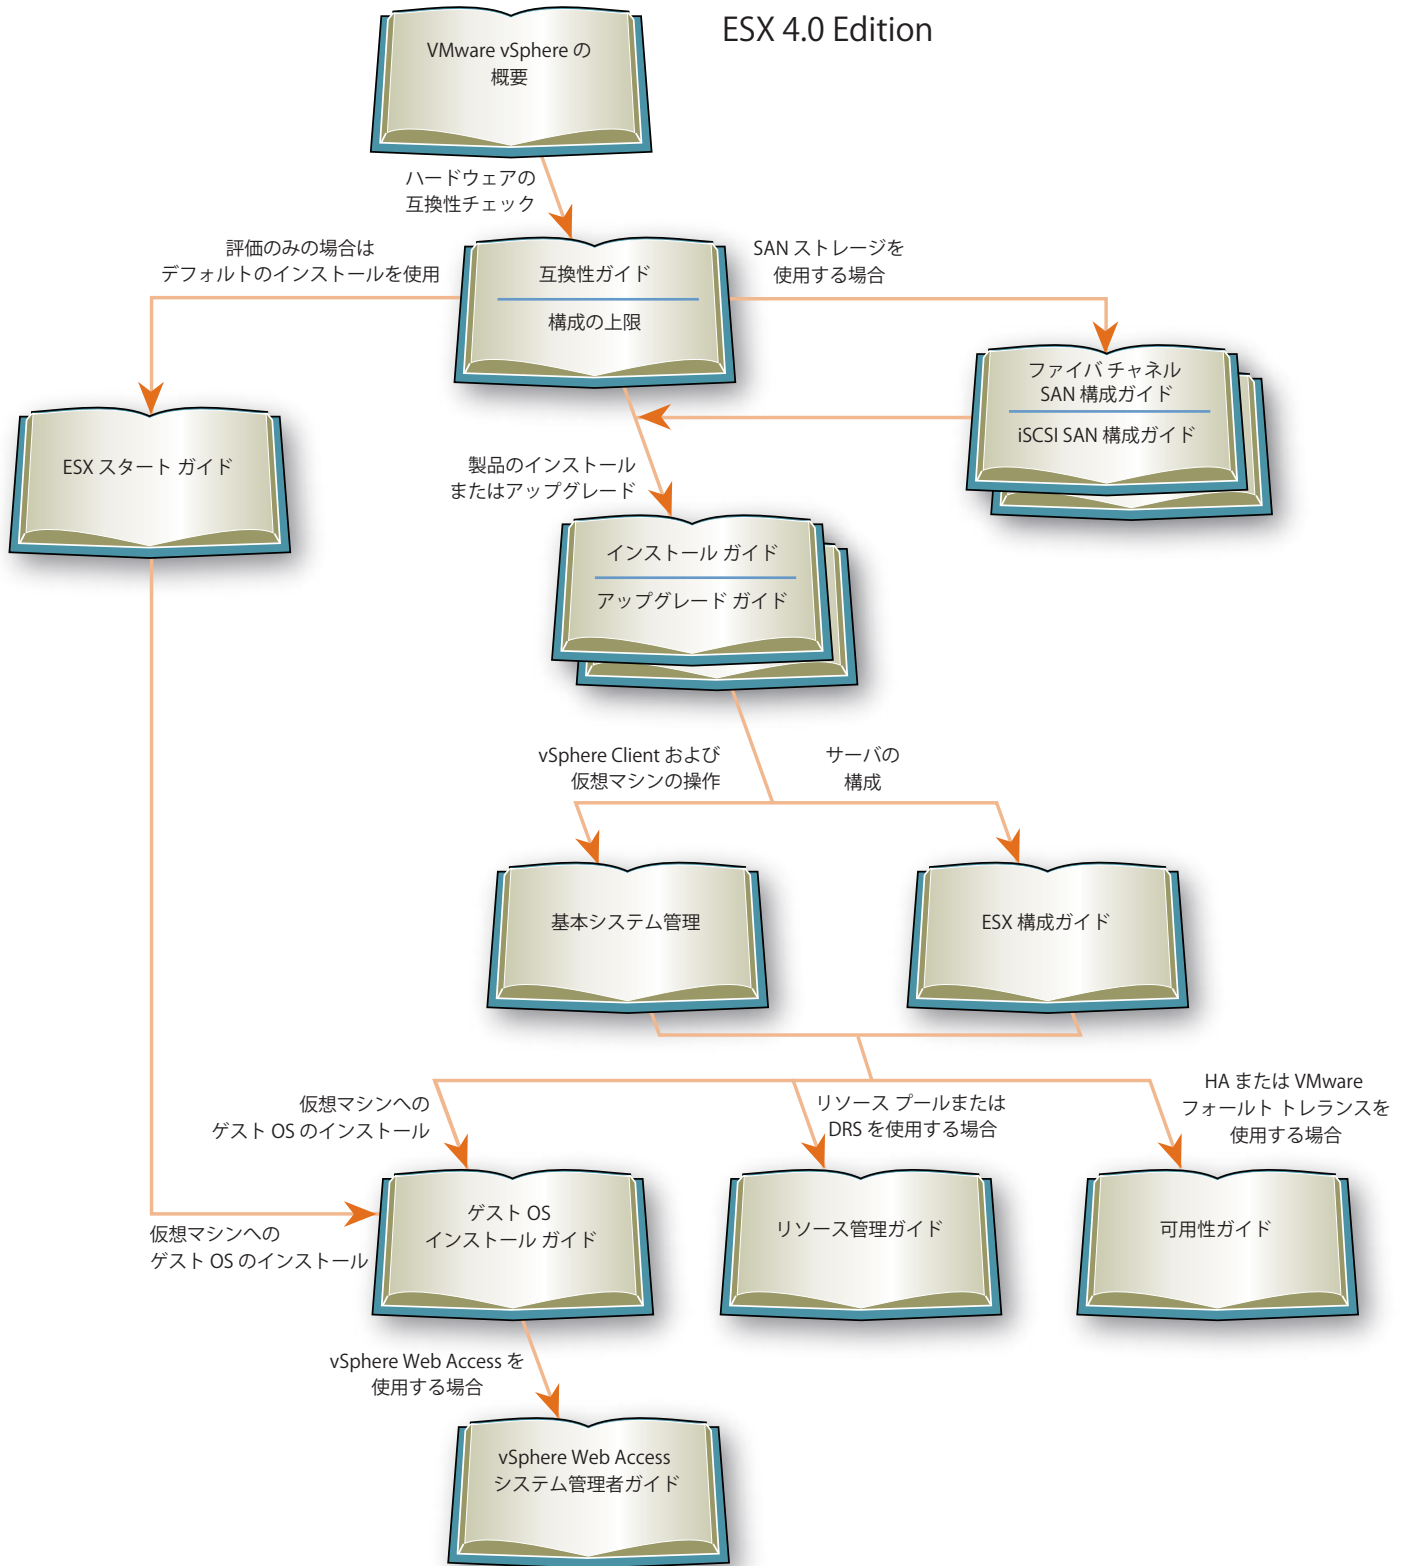 ESX 4.0 Edition
VMware vSphere の
概要
ハードウェアの
互換性チェック
評価のみの場合は
デフォルトのインストールを使用
SAN ストレージを
使用する場合
互換性ガイド
構成の上限
ファイバ チャネル
SAN 構成ガイド
iSCSI SAN 構成ガイド
ESX スタート ガイド
製品のインストール
またはアップグレード
インストール ガイド
アップグレード ガイド
vSphere Client および
仮想マシンの操作
サーバの
構成
基本システム管理
ESX 構成ガイド
仮想マシンへの
ゲスト OS のインストール
リソース プールまたは
DRS を使用する場合
HA または VMware
フォールト トレランスを
使用する場合
仮想マシンへの
ゲスト OS のインストール
ゲスト OS
インストール ガイド
リソース管理ガイド
可用性ガイド
vSphere Web Access を
使用する場合
vSphere Web Access
システム管理者ガイド